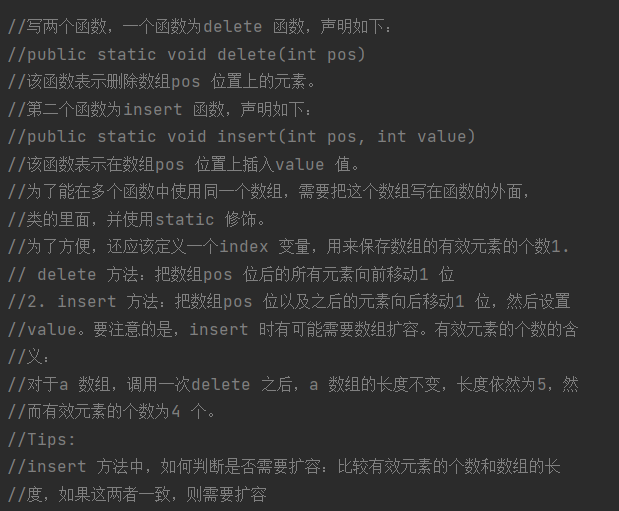 //写两个函数，一个函数为delete 函数，声明如下：
//public static void delete(int pos)
//该函数表示删除数组pos 位置上的元素。
//第二个函数为insert 函数，声明如下：
//public static void insert(int pos, int value)
//该函数表示在数组pos 位置上插入value 值。
//为了能在多个函数中使用同一个数组，需要把这个数组写在函数的外面，
//类的里面，并使用static 修饰。
//为了方便，还应该定义一个index 变量，用来保存数组的有效元素的个数1.
// delete 方法：把数组pos 位后的所有元素向前移动1 位
//2. insert 方法：把数组pos 位以及之后的元素向后移动1 位，然后设置
//value。要注意的是，insert 时有可能需要数组扩容。有效元素的个数的含
//义：
//对于a 数组，调用一次delete 之后，a 数组的长度不变，长度依然为5，然
//而有效元素的个数为4 个。
//Tips:
//insert 方法中，如何判断是否需要扩容：比较有效元素的个数和数组的长
//度，如果这两者一致，则需要扩容